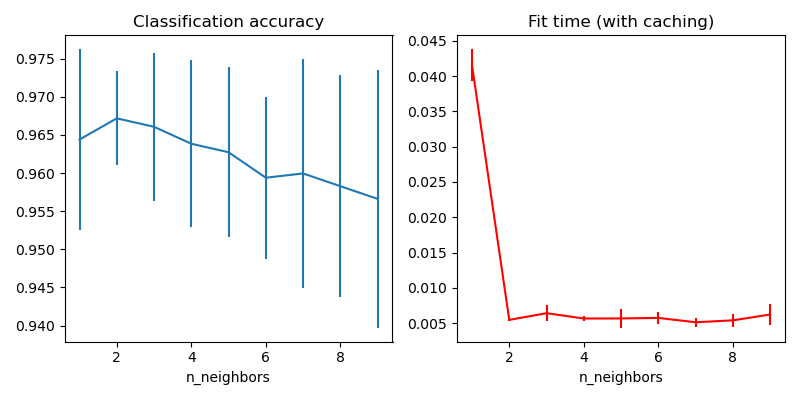 Classification accuracy
0.975
0.970
0.965
0.960
0.955
0.950
0.945
0.940
2 4 6 8
n_neighbors
Fit time (with caching)
0.045
0.040
0.035
0.030
0.025
0.020
0.015
0.010
0.005
2 4 6 8
n_neighbors